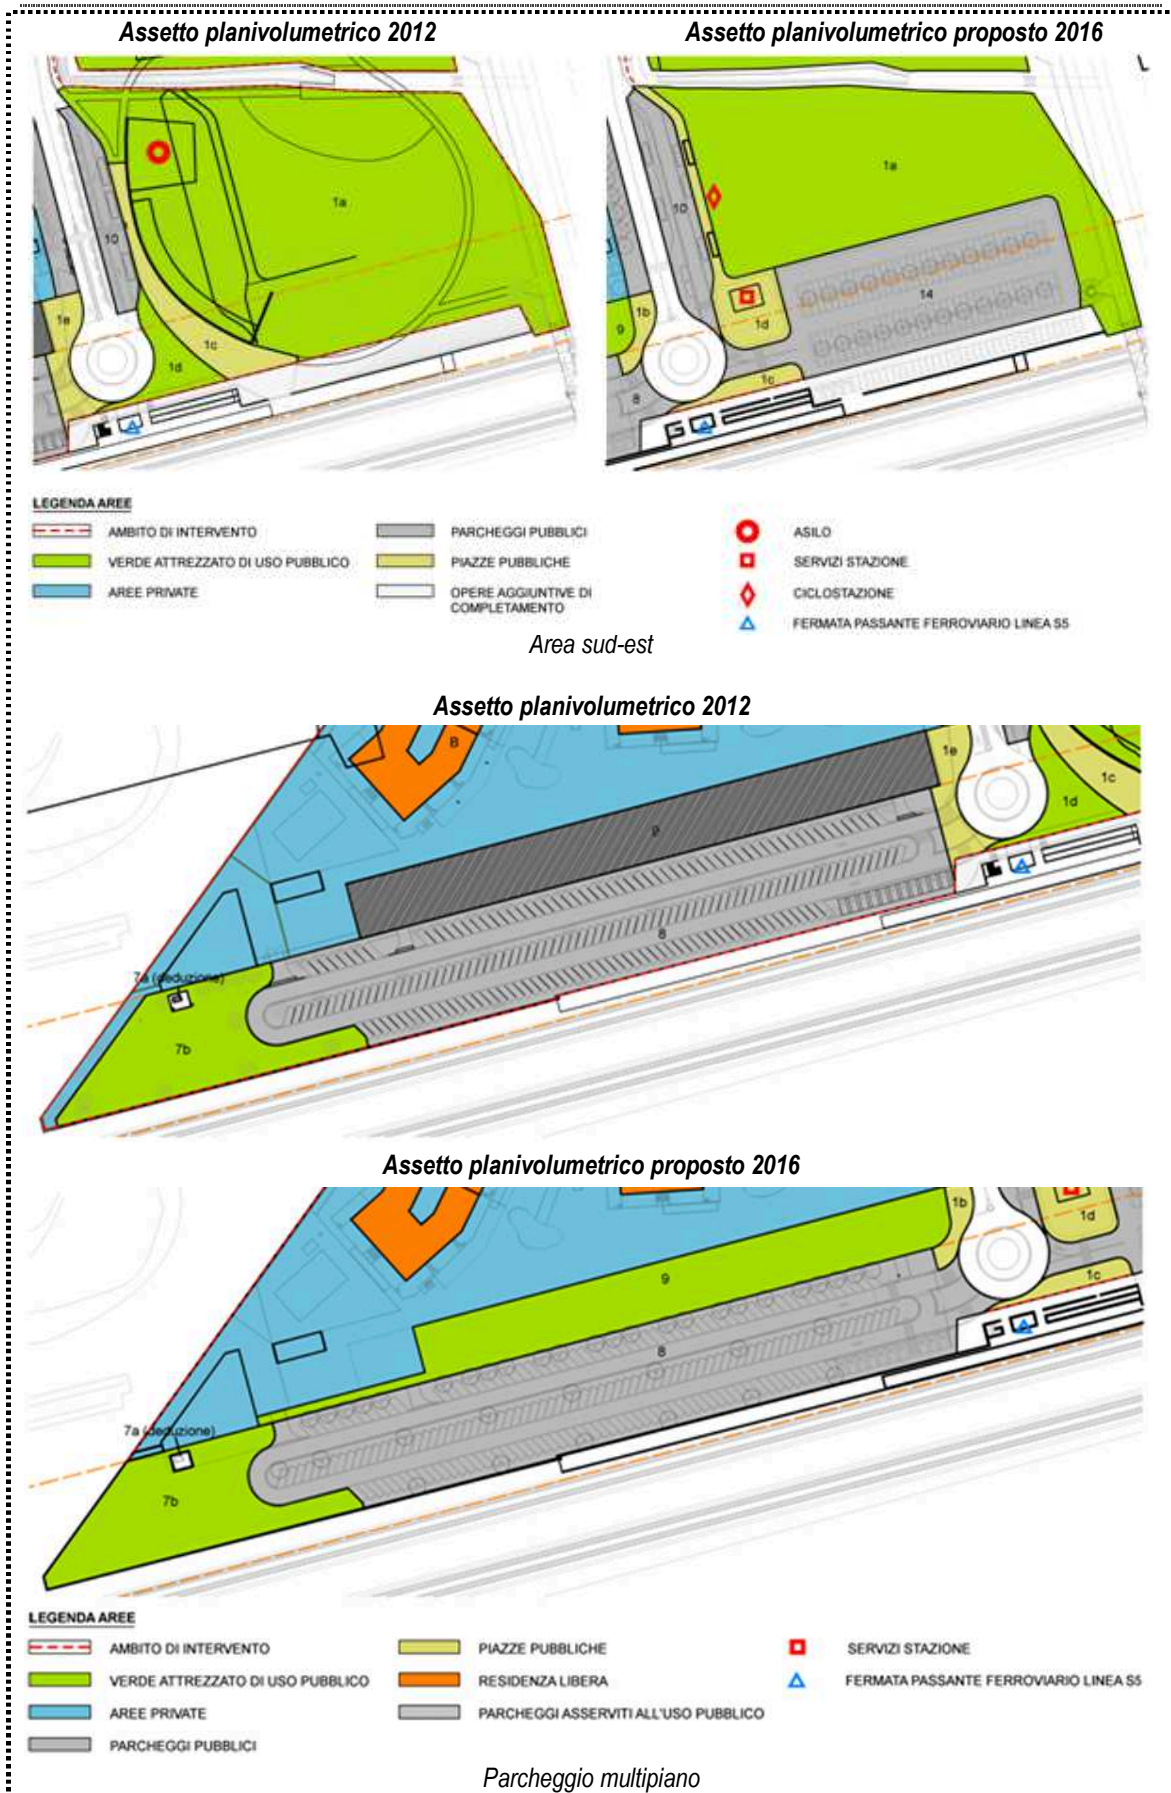 Assetto planivolumetrico 2012
Assetto planivolumetrico proposto 2016
1a
10
1e
1c
1d
1a
10
14
1b
9
1d
1c
8
LEGENDA AREE
AMBITO DI INTERVENTO
VERDE ATTREZZATO DI USO PUBBLICO
AREE PRIVATE
PARCHEGGI PUBBLICI
PIAZZE PUBBLICHE
OPERE AGGIUNTIVE DI
COMPLETAMENTO
ASILO
SERVIZI STAZIONE
CICLOSTAZIONE
FERMATA PASSANTE FERROVIARIO LINEA S5
Area sud-est
Assetto planivolumetrico 2012
B
1e
1c
1d
9
8
7a (deduzione)
7b
Assetto planivolumetrico proposto 2016
1b
1d
1c
9
8
7a (deduzione)
7b
LEGENDA AREE
AMBITO DI INTERVENTO
VERDE ATTREZZATO DI USO PUBBLICO
AREE PRIVATE
PARCHEGGI PUBBLICI
PIAZZE PUBBLICHE
RESIDENZA LIBERA
PARCHEGGI ASSERVITI ALL'USO PUBBLICO
SERVIZI STAZIONE
FERMATA PASSANTE FERROVIARIO LINEA S5
Parcheggio multipiano